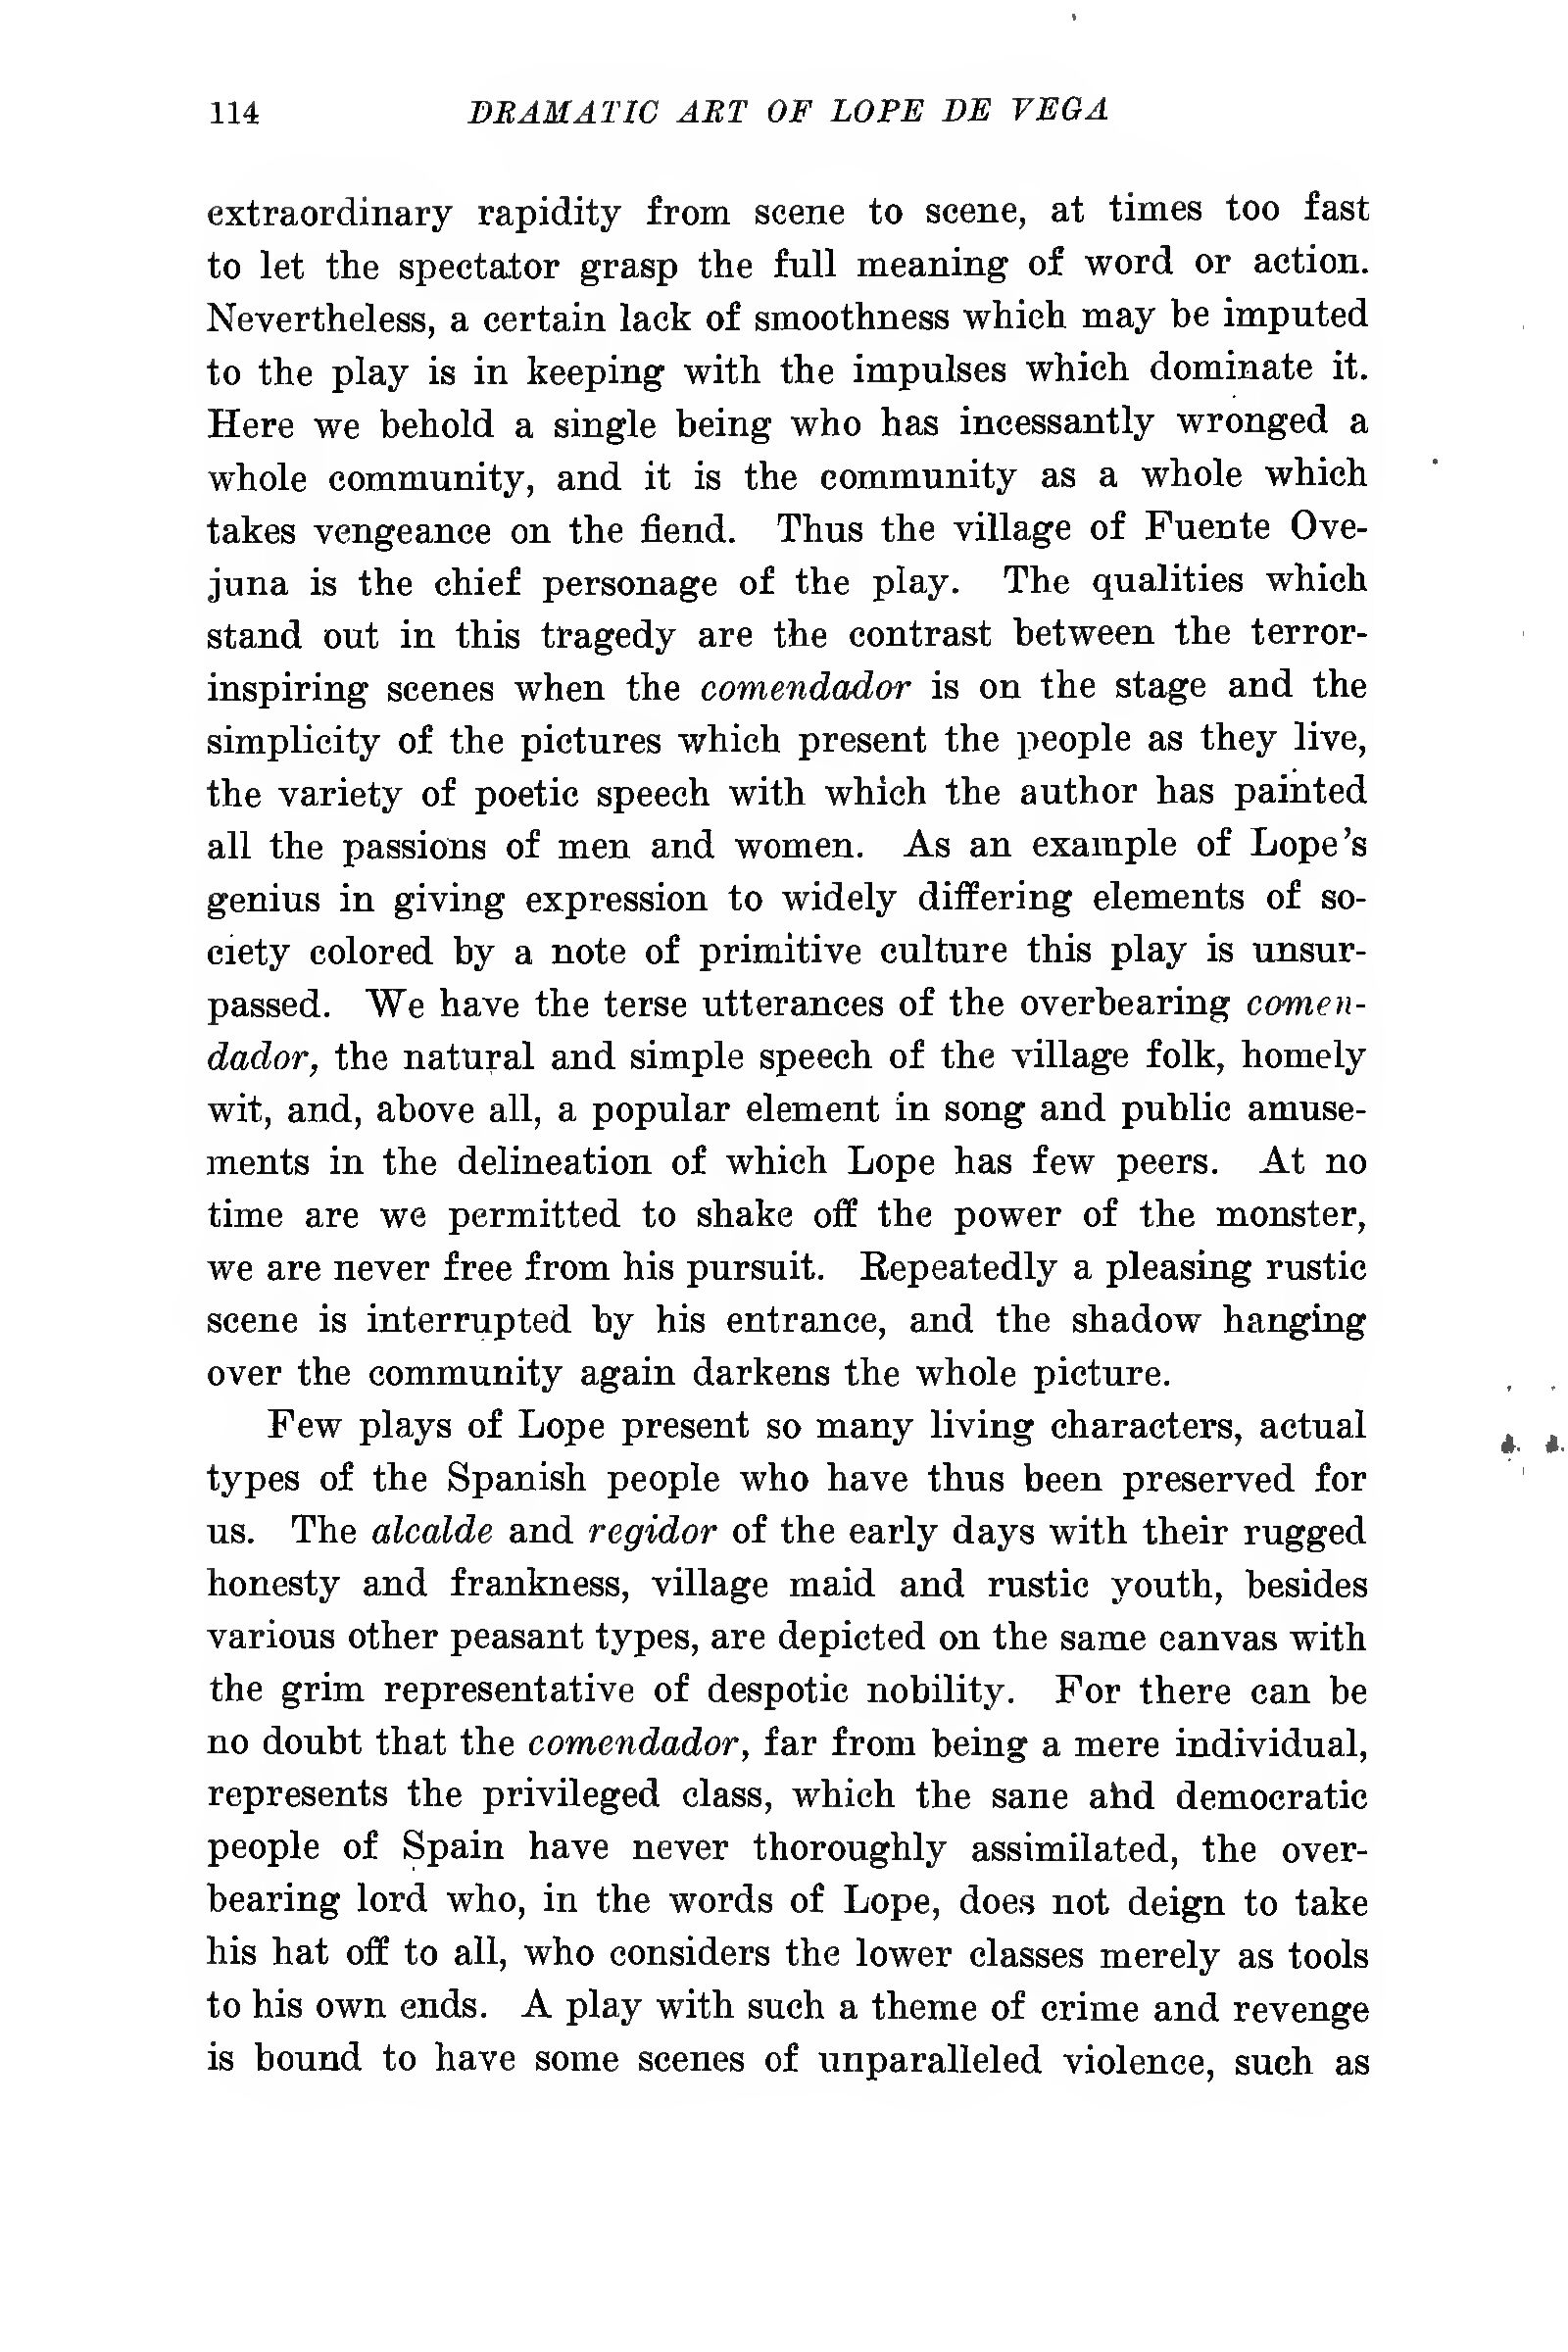 114 DRAMATIC ART OF LOPE DE VEGA
extraordinary rapidity from scene to scene, at times too fast
to let the spectator grasp the full meaning of word or action.
Nevertheless, a certain lack of smoothness which may be imputed
to the play is in keeping with the impulses which dominate it.
Here we behold a single being who has incessantly wronged a
whole community, and it is the community as a whole which
takes vengeance on the fiend. Thus the village of Fuente Ove-
juna is the chief personage of the play. The qualities which
stand out in this tragedy are the contrast between the terror-
inspiring scenes when the comendador is on the stage and the
simplicity of the pictures which present the people as they live,
the variety of poetic speech with which the author has painted
all the passions of men and women. As an example of Lope's
genius in giving expression to widely differing elements of so-
ciety colored by a note of primitive culture this play is unsur-
passed. We have the terse utterances of the overbearing comen-
dador, the natural and simple speech of the village folk, homely
wit, and, above all, a popular element in song and public amuse-
ments in the delineation of which Lope has few peers. At no
time are we permitted to shake off the power of the monster,
we are never free from his pursuit. Repeatedly a pleasing rustic
scene is interrupted by his entrance, and the shadow hanging
over the community again darkens the whole picture.
Few plays of Lope present so many living characters, actual
types of the Spanish people who have thus been preserved for
us. The alcalde and regidor of the early days with their rugged
honesty and frankness, village maid and rustic youth, besides
various other peasant types, are depicted on the same canvas with
the grim representative of despotic nobility. For there can be
no doubt that the comendador, far from being a mere individual,
represents the privileged class, which the sane and democratic
people of Spain have never thoroughly assimilated, the over-
bearing lord who, in the words of Lope, does not deign to take
his hat off to all, who considers the lower classes merely as tools
to his own ends. A play with such a theme of crime and revenge
is bound to have some scenes of unparalleled violence, such as